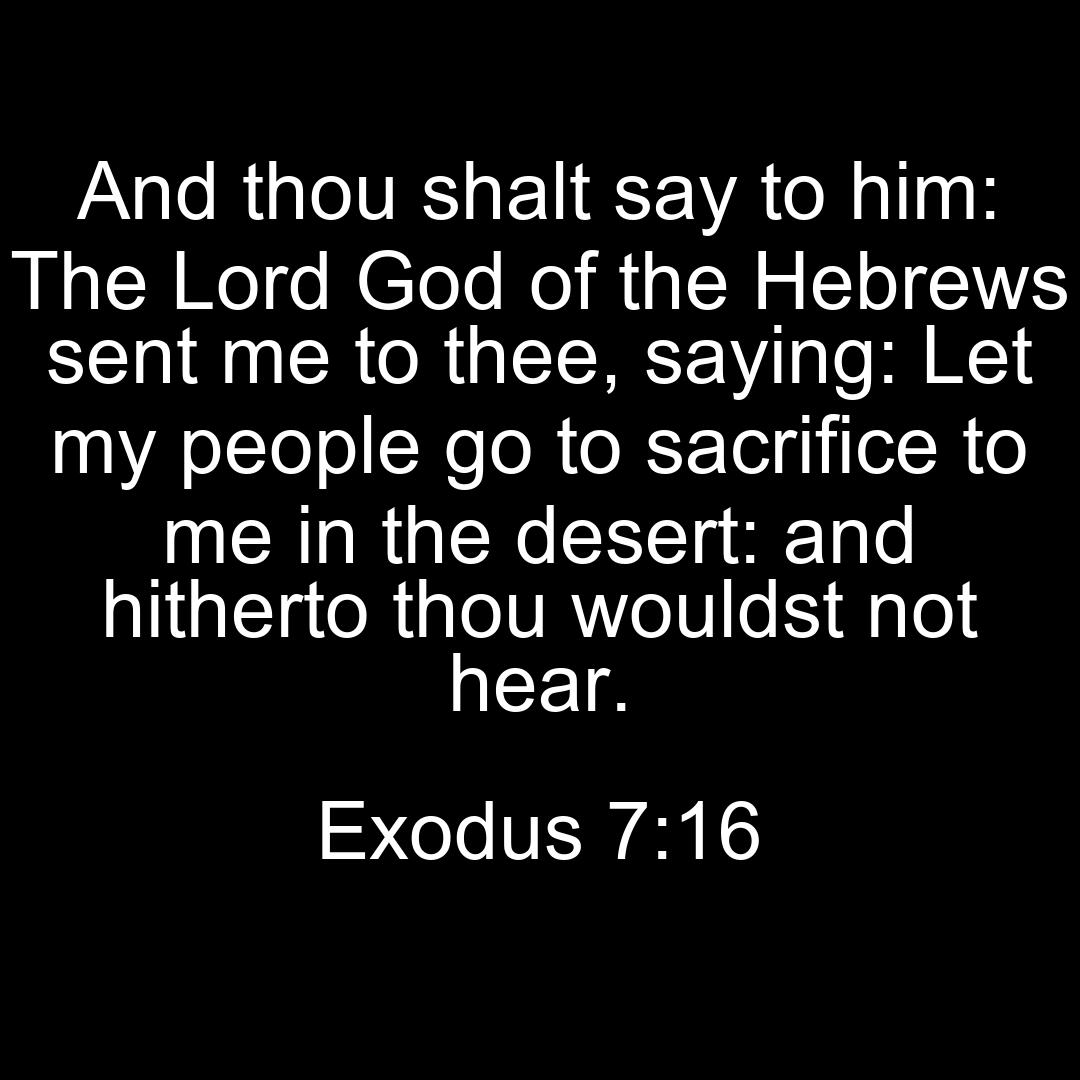 And thou shalt say to him:
The Lord God of the Hebrews
sent me to thee, saying: Let
my people go to sacrifice to
me in the desert: and
hitherto thou wouldst not
hear.
Exodus 7:16